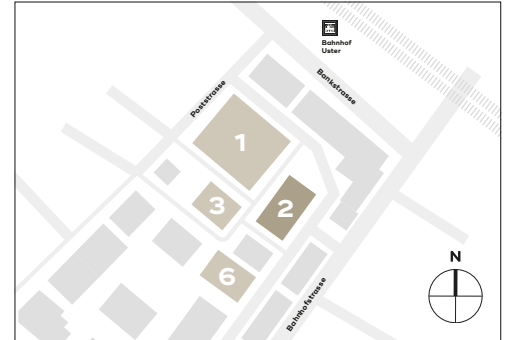 Bahnhof
Uster
Bankstrasse
Poststrasse
1
3
2
6
N
Bahnhofstrasse